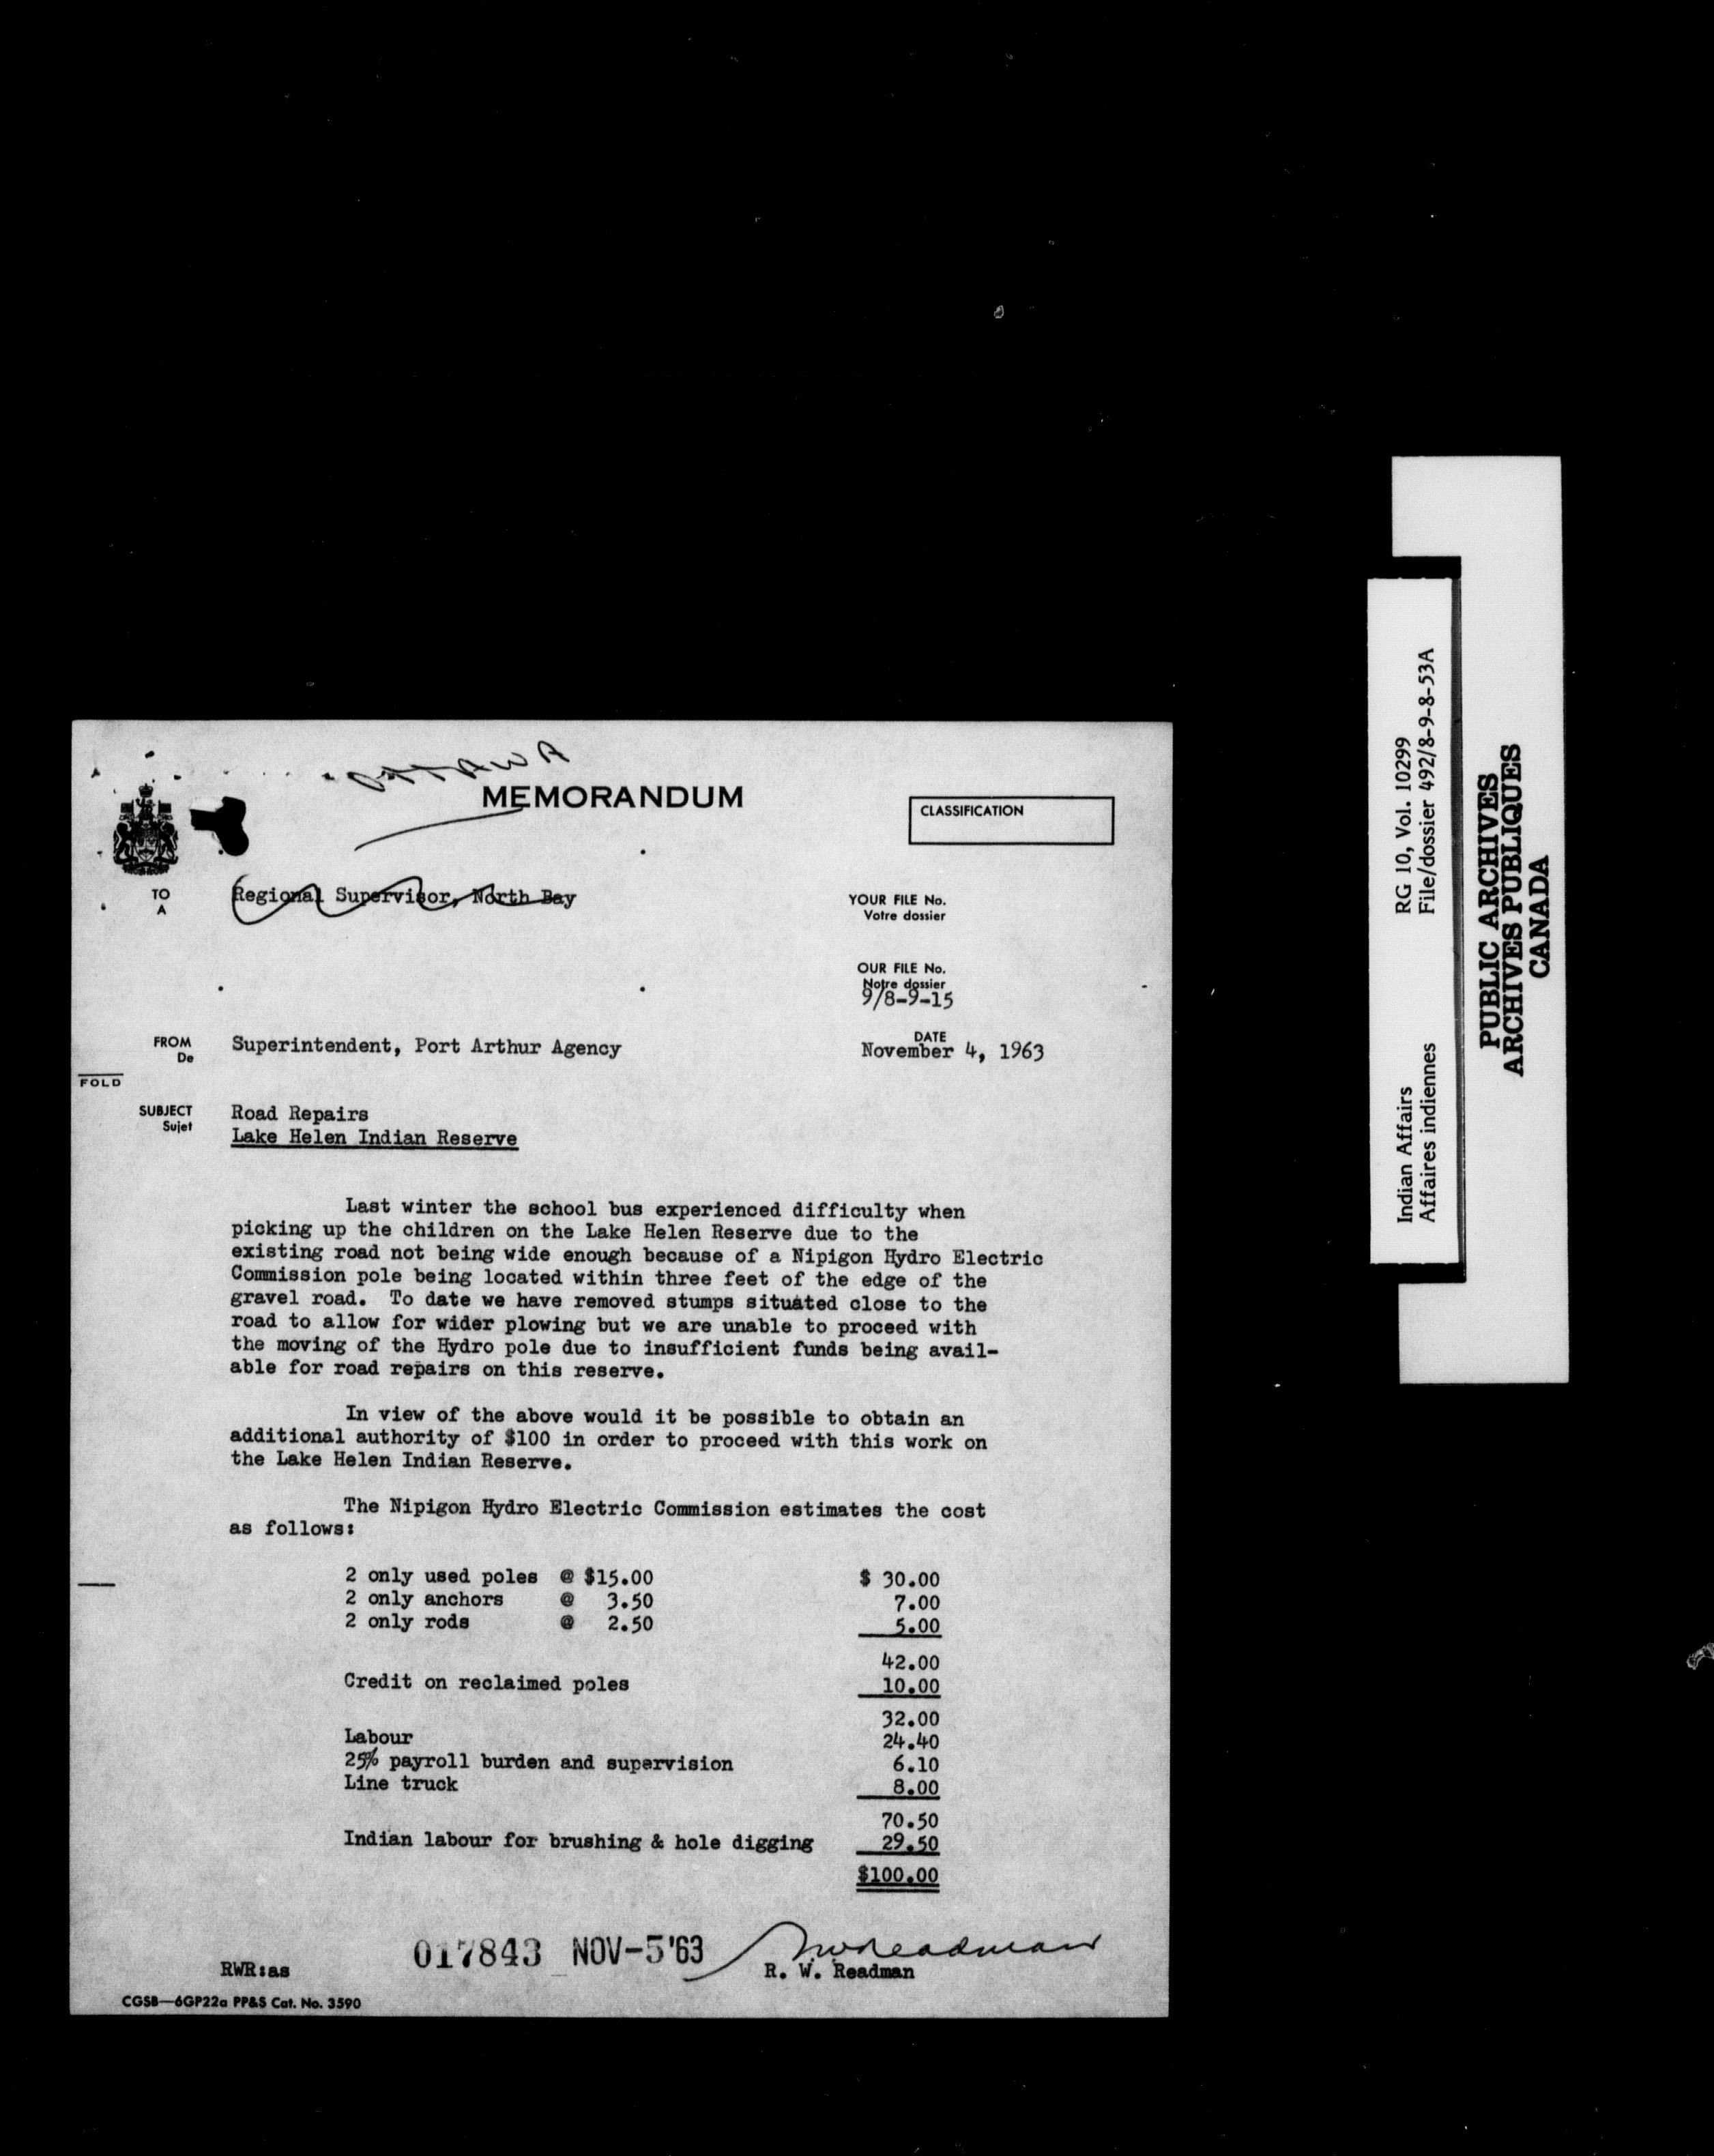 OTTAWA
MEMORANDUM
CLASSIFICATION
TO
A
Regional Supervisor, North Bay
YOUR FILE No.
Votre dossier
OUR FILE No.
Notre dossier
9/8-9-15
FROM
De
Superintendent, Port Arthur Agency
DATE
November 4, 1963
FOLD
SUBJECT
Sujet
Road Repairs
Lake Helen Indian Reserve
Last winter the school bus experienced difficulty when
picking up the children on the Lake Helen Reserve due to the
existing road not being wide enough because of a Nipigon Hydro Electric
Commission pole being located within three feet of the edge of the
gravel road. To date we have removed stumps situated close to the
road to allow for wider plowing but we are unable to proceed with
the moving of the Hydro pole due to insufficient funds being avail-
able for road repairs on this reserve.
In view of the above would it be possible to obtain an
additional authority of $100 in order to proceed with this work on
the Lake Helen Indian Reserve.
The Nipigon Hydro Electric Commission estimates the cost
as follows:
2 only used poles @ $15.00 $ 30.00
2 only anchors @ 3.50 7.00
2 only rods @ 2.50 5.00
42.00
Credit on reclaimed poles 10.00
32.00
Labour 24.40
25% payroll burden and supervision 6.10
Line truck 8.00
70.50
Indian labour for brushing & hole digging 29.50
$100.00
017843 NOV-5'63
RWReadman
R. W. Readman
RWR:as
CGSB—6GP22a PP&S Cat. No. 3590
Indian Affairs RG 10, Vol. 10299
Affaires indiennes File/dossier 492/8-9-8-53A
PUBLIC ARCHIVES
ARCHIVES PUBLIQUES
CANADA